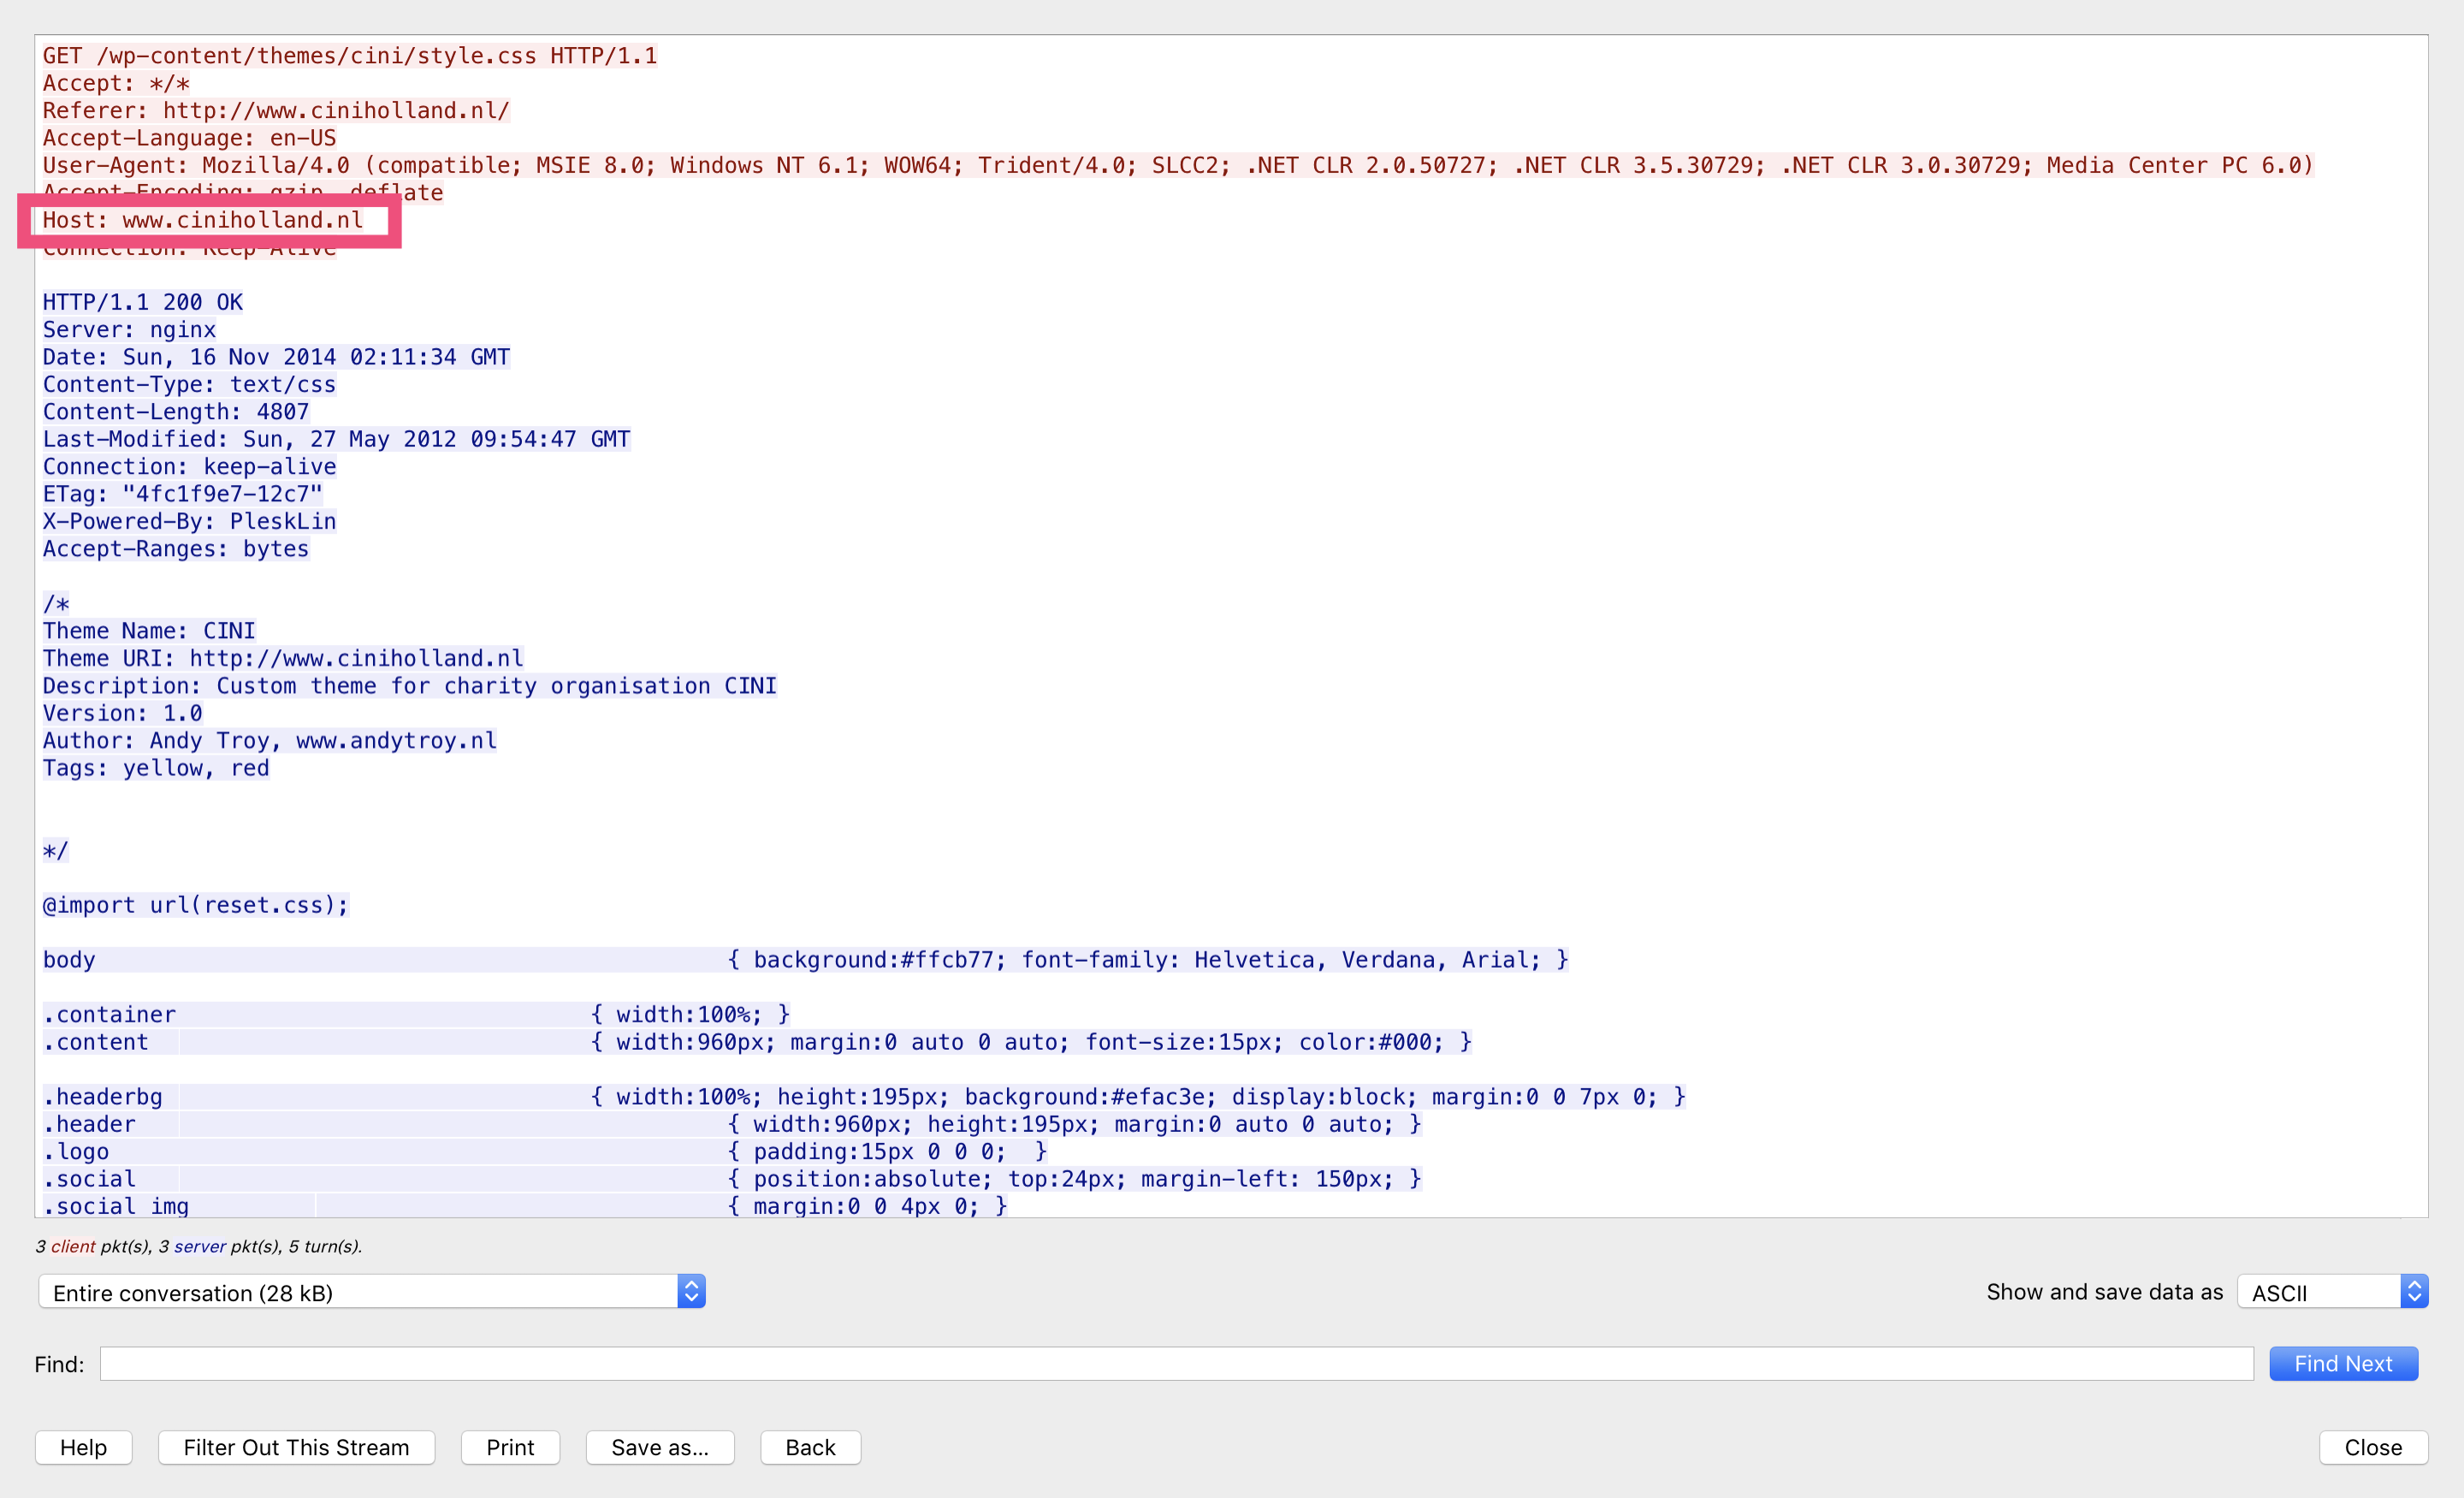 GET /wp-content/themes/cini/style.css HTTP/1.1
Accept: */*
Referer: http://www.ciniholland.nl/
Accept-Language: en-US
User-Agent: Mozilla/4.0 (compatible; MSIE 8.0; Windows NT 6.1; WOW64; Trident/4.0; SLCC2; .NET CLR 2.0.50727; .NET CLR 3.5.30729; .NET CLR 3.0.30729; Media Center PC 6.0)
Accept-Encoding: gzip, deflate
Host: www.ciniholland.nl
Connection: Keep-Alive
HTTP/1.1 200 OK
Server: nginx
Date: Sun, 16 Nov 2014 02:11:34 GMT
Content-Type: text/css
Content-Length: 4807
Last-Modified: Sun, 27 May 2012 09:54:47 GMT
Connection: keep-alive
ETag: "4fc1f9e7-12c7"
X-Powered-By: PleskLin
Accept-Ranges: bytes
/*
Theme Name: CINI
Theme URI: http://www.ciniholland.nl
Description: Custom theme for charity organisation CINI
Version: 1.0
Author: Andy Troy, www.andytroy.nl
Tags: yellow, red
*/
@import url(reset.css);
body { background:#ffcb77; font-family: Helvetica, Verdana, Arial; }
.container { width:100%; }
.content { width:960px; margin:0 auto 0 auto; font-size:15px; color:#000; }
.headerbg { width:100%; height:195px; background:#efac3e; display:block; margin:0 0 7px 0; }
.header { width:960px; height:195px; margin:0 auto 0 auto; }
.logo { padding:15px 0 0 0;  }
.social { position:absolute; top:24px; margin-left: 150px; }
.social img { margin:0 0 4px 0; }
3 client pkt(s), 3 server pkt(s), 5 turn(s).
Entire conversation (28 kB)
Show and save data as ASCII
Find:
Find Next
Help
Filter Out This Stream
Print
Save as…
Back
Close